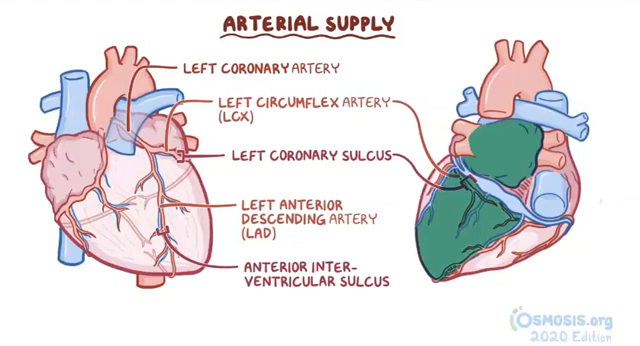 ARTERIAL SUPPLY
LEFT CORONARY ARTERY
LEFT CIRCUMFLEX ARTERY
(LCX)
LEFT CORONARY SULCUS
LEFT ANTERIOR
DESCENDING ARTERY
(LAD)
ANTERIOR INTER-
VENTRICULAR SULCUS
OSMOSIS.org
2020 Edition